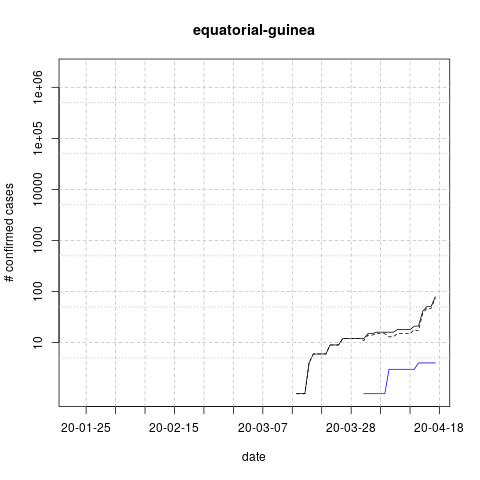 equatorial-guinea
# confirmed cases
1e+06
1e+05
10000
1000
100
10
20-01-25 20-02-15 20-03-07 20-03-28 20-04-18
date